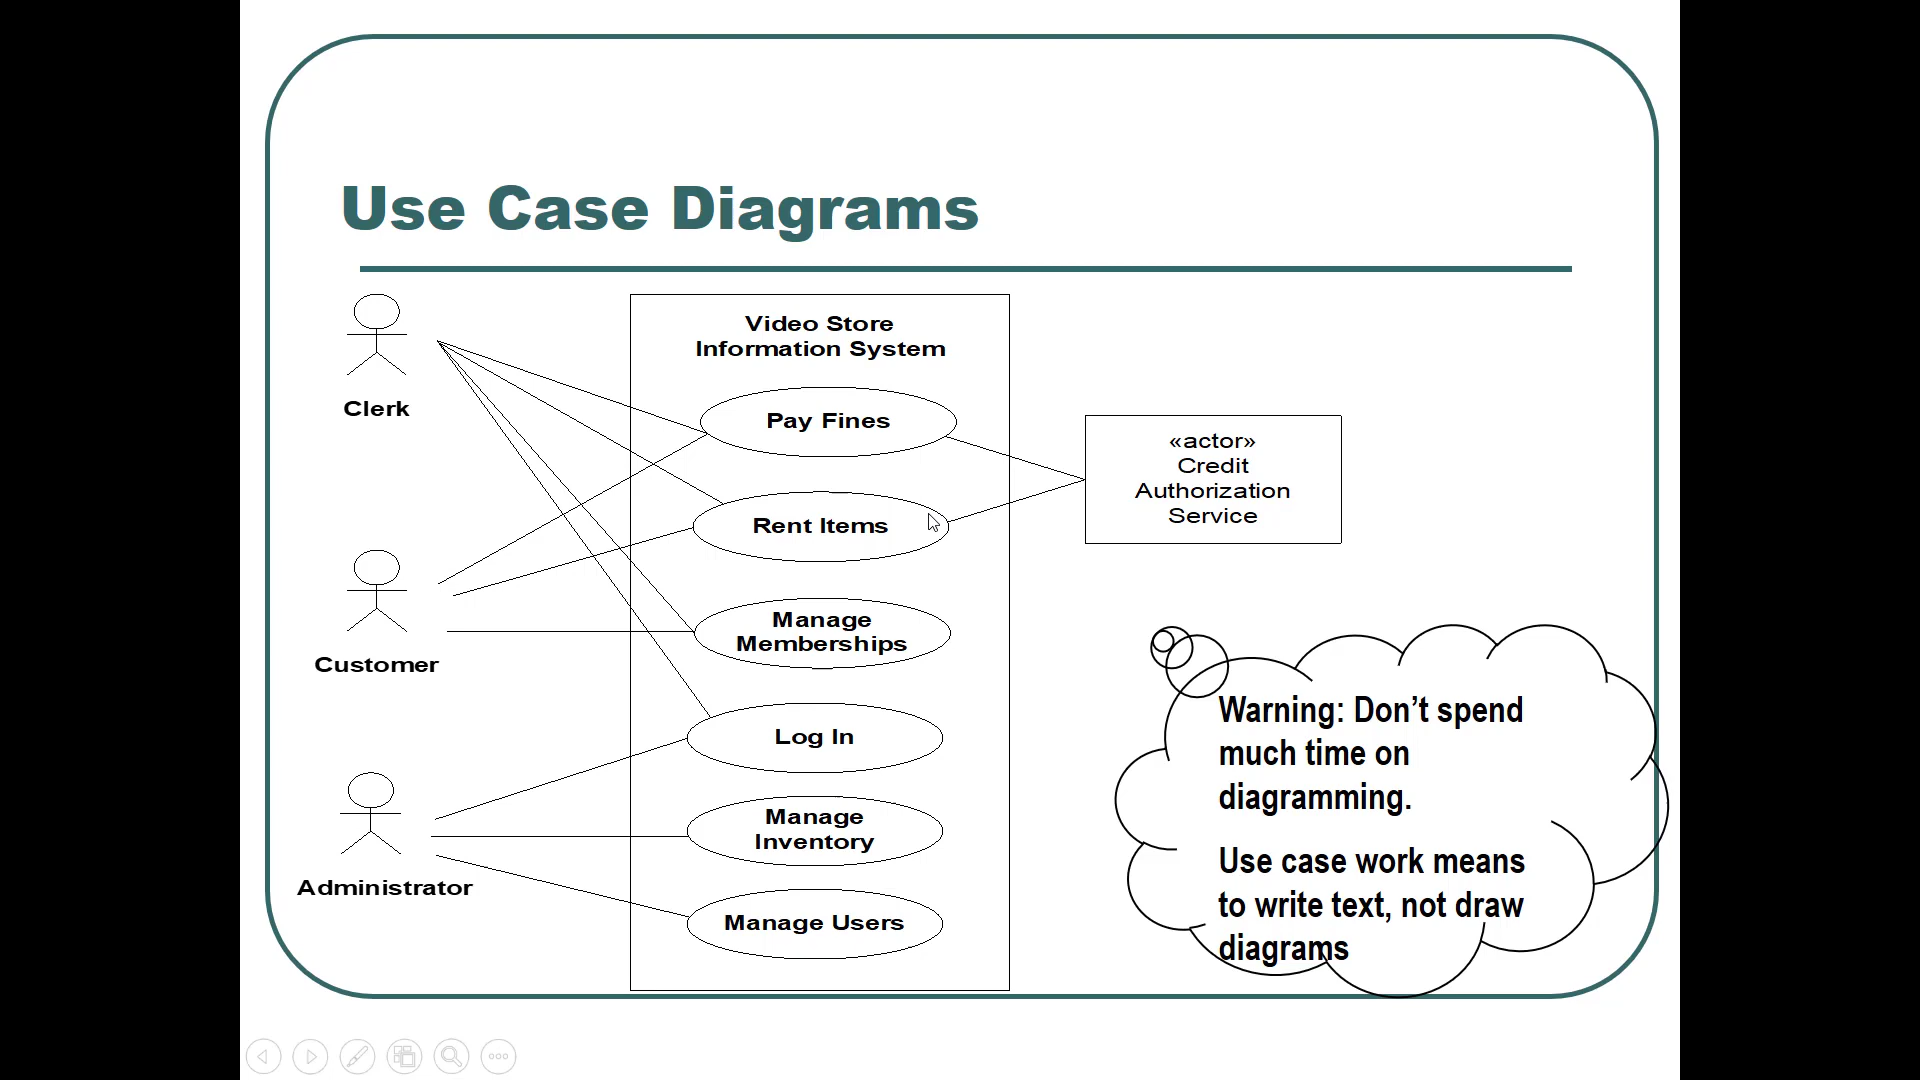 Use Case Diagrams
Clerk
Customer
Administrator
Video Store
Information System
Pay Fines
Rent Items
Manage
Memberships
Log In
Manage
Inventory
Manage Users
«actor»
Credit
Authorization
Service
Warning: Don’t spend
much time on
diagramming.
Use case work means
to write text, not draw
diagrams